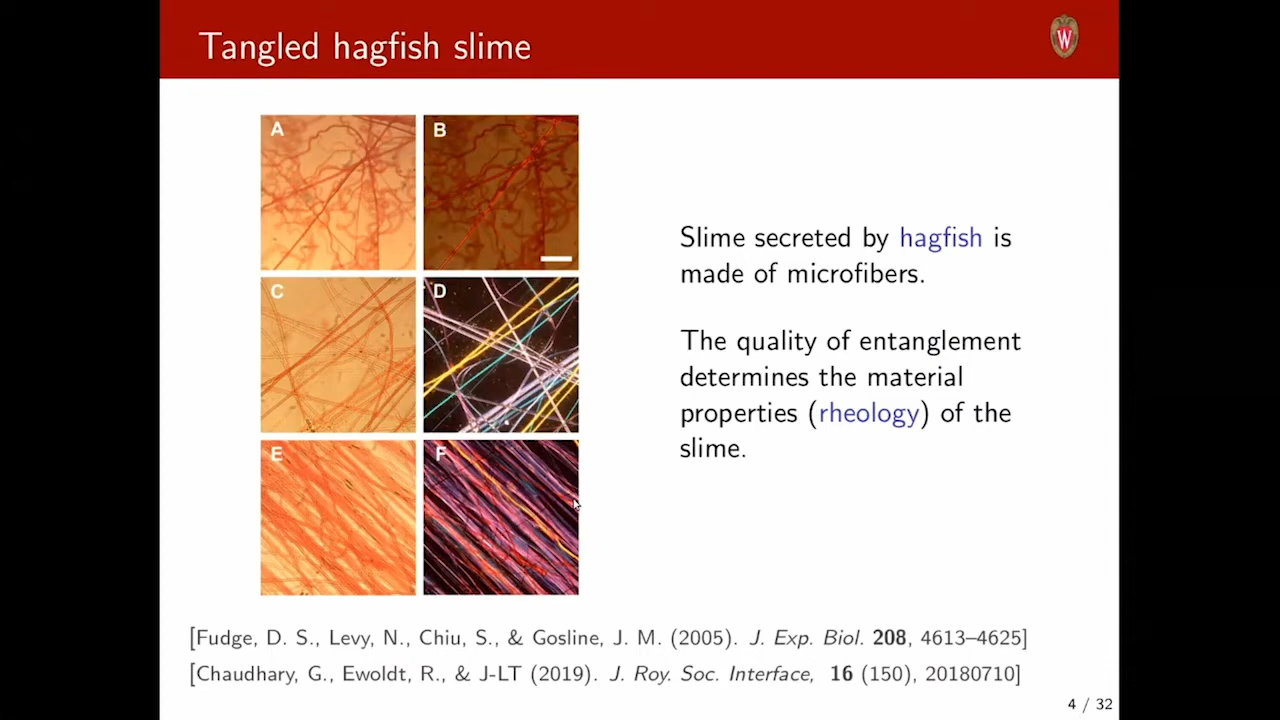 Tangled hagfish slime
W
A
B
C
D
E
F
Slime secreted by hagfish is
made of microfibers.
The quality of entanglement
determines the material
properties (rheology) of the
slime.
[Fudge, D. S., Levy, N., Chiu, S., & Gosline, J. M. (2005). J. Exp. Biol. 208, 4613–4625]
[Chaudhary, G., Ewoldt, R., & J-LT (2019). J. Roy. Soc. Interface, 16 (150), 20180710]
4 / 32